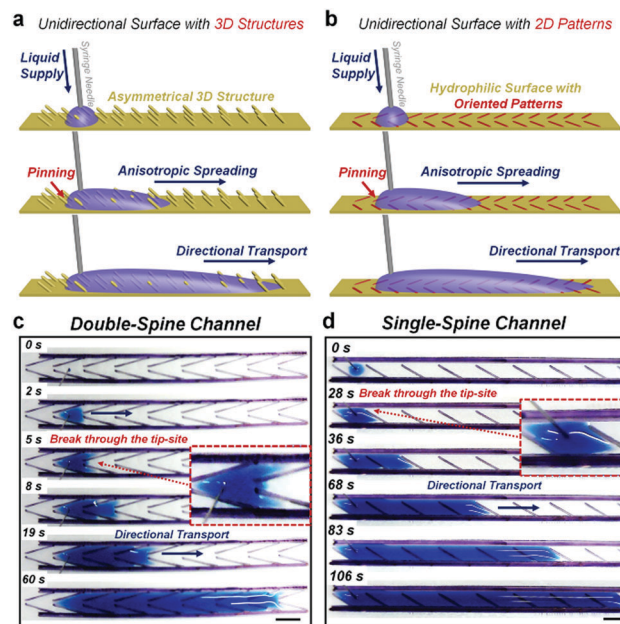 a
Unidirectional Surface with 3D Structures
Liquid
Supply
Syringe Needle
Asymmetrical 3D Structure
Pinning
Anisotropic Spreading
Directional Transport
b
Unidirectional Surface with 2D Patterns
Liquid
Supply
Syringe Needle
Hydrophilic Surface with
Oriented Patterns
Pinning
Anisotropic Spreading
Directional Transport
c
Double-Spine Channel
0 s
2 s
5 s
Break through the tip-site
8 s
19 s
Directional Transport
60 s
d
Single-Spine Channel
0 s
28 s
Break through the tip-site
36 s
68 s
Directional Transport
83 s
106 s